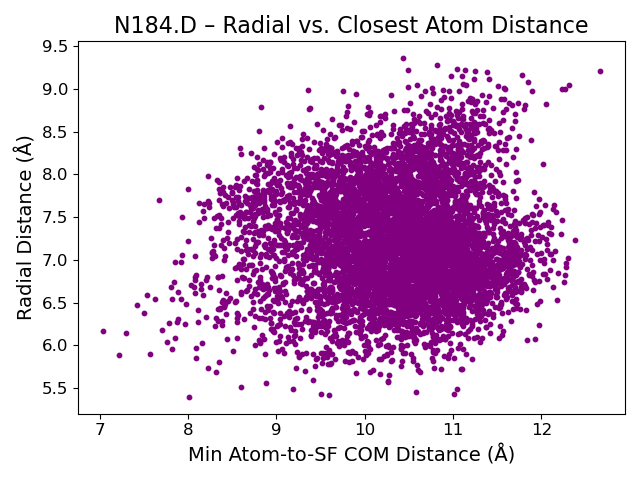 N184.D – Radial vs. Closest Atom Distance
Radial Distance (Å)
9.5
9.0
8.5
8.0
7.5
7.0
6.5
6.0
5.5
7 8 9 10 11 12
Min Atom-to-SF COM Distance (Å)